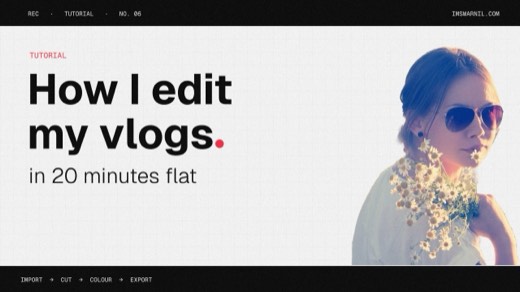 REC · TUTORIAL · NO. 06
IMSWARNIL.COM
TUTORIAL
How I edit
my vlogs.
in 20 minutes flat
IMPORT → CUT → COLOUR → EXPORT